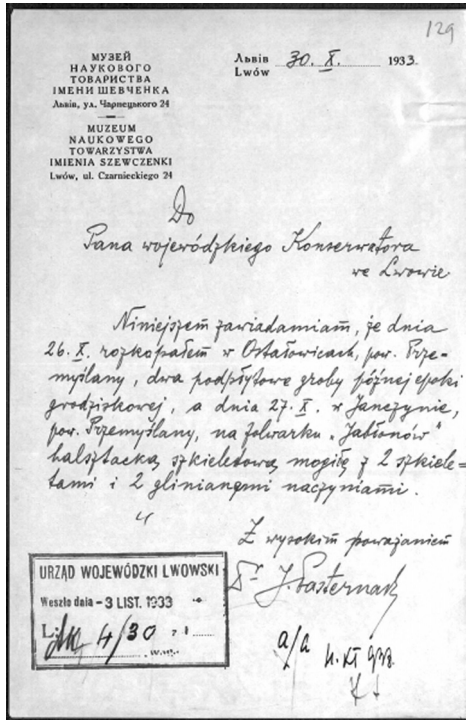 129
МУЗЕЙ
НАУКОВОГО
ТОВАРИСТВА
ІМЕНИ ШЕВЧЕНКА
Львів, ул. Чарнецького 24
MUZEUM
NAUKOWEGO
TOWARZYSTWA
IMIENIA SZEWCZENKI
Lwów, ul. Czarnieckiego 24
Львів
Lwów 30. X. 1933.
Do
Pana wojewódzkiego Konserwatora
we Lwowie
Niniejszem zawiadamiam, że dnia
26. X. rozkopałem w Ostałowicach, pow. Prze-
myślany, dwa podpłytowe groby późnej epoki
grodziskowej, a dnia 27. X. w Janczynie,
pow. Przemyślany, na folwarku „Jabłonów"
halsztacką szkieletową mogiłę z 2 szkiele=
tami i 2 glinianemi naczyniami.
Z wysokim poważaniem
Dr J. Pasternak
URZĄD WOJEWÓDZKI LWOWSKI
Weszło dnia - 3 LIST. 1933
L. 4/30
a/a